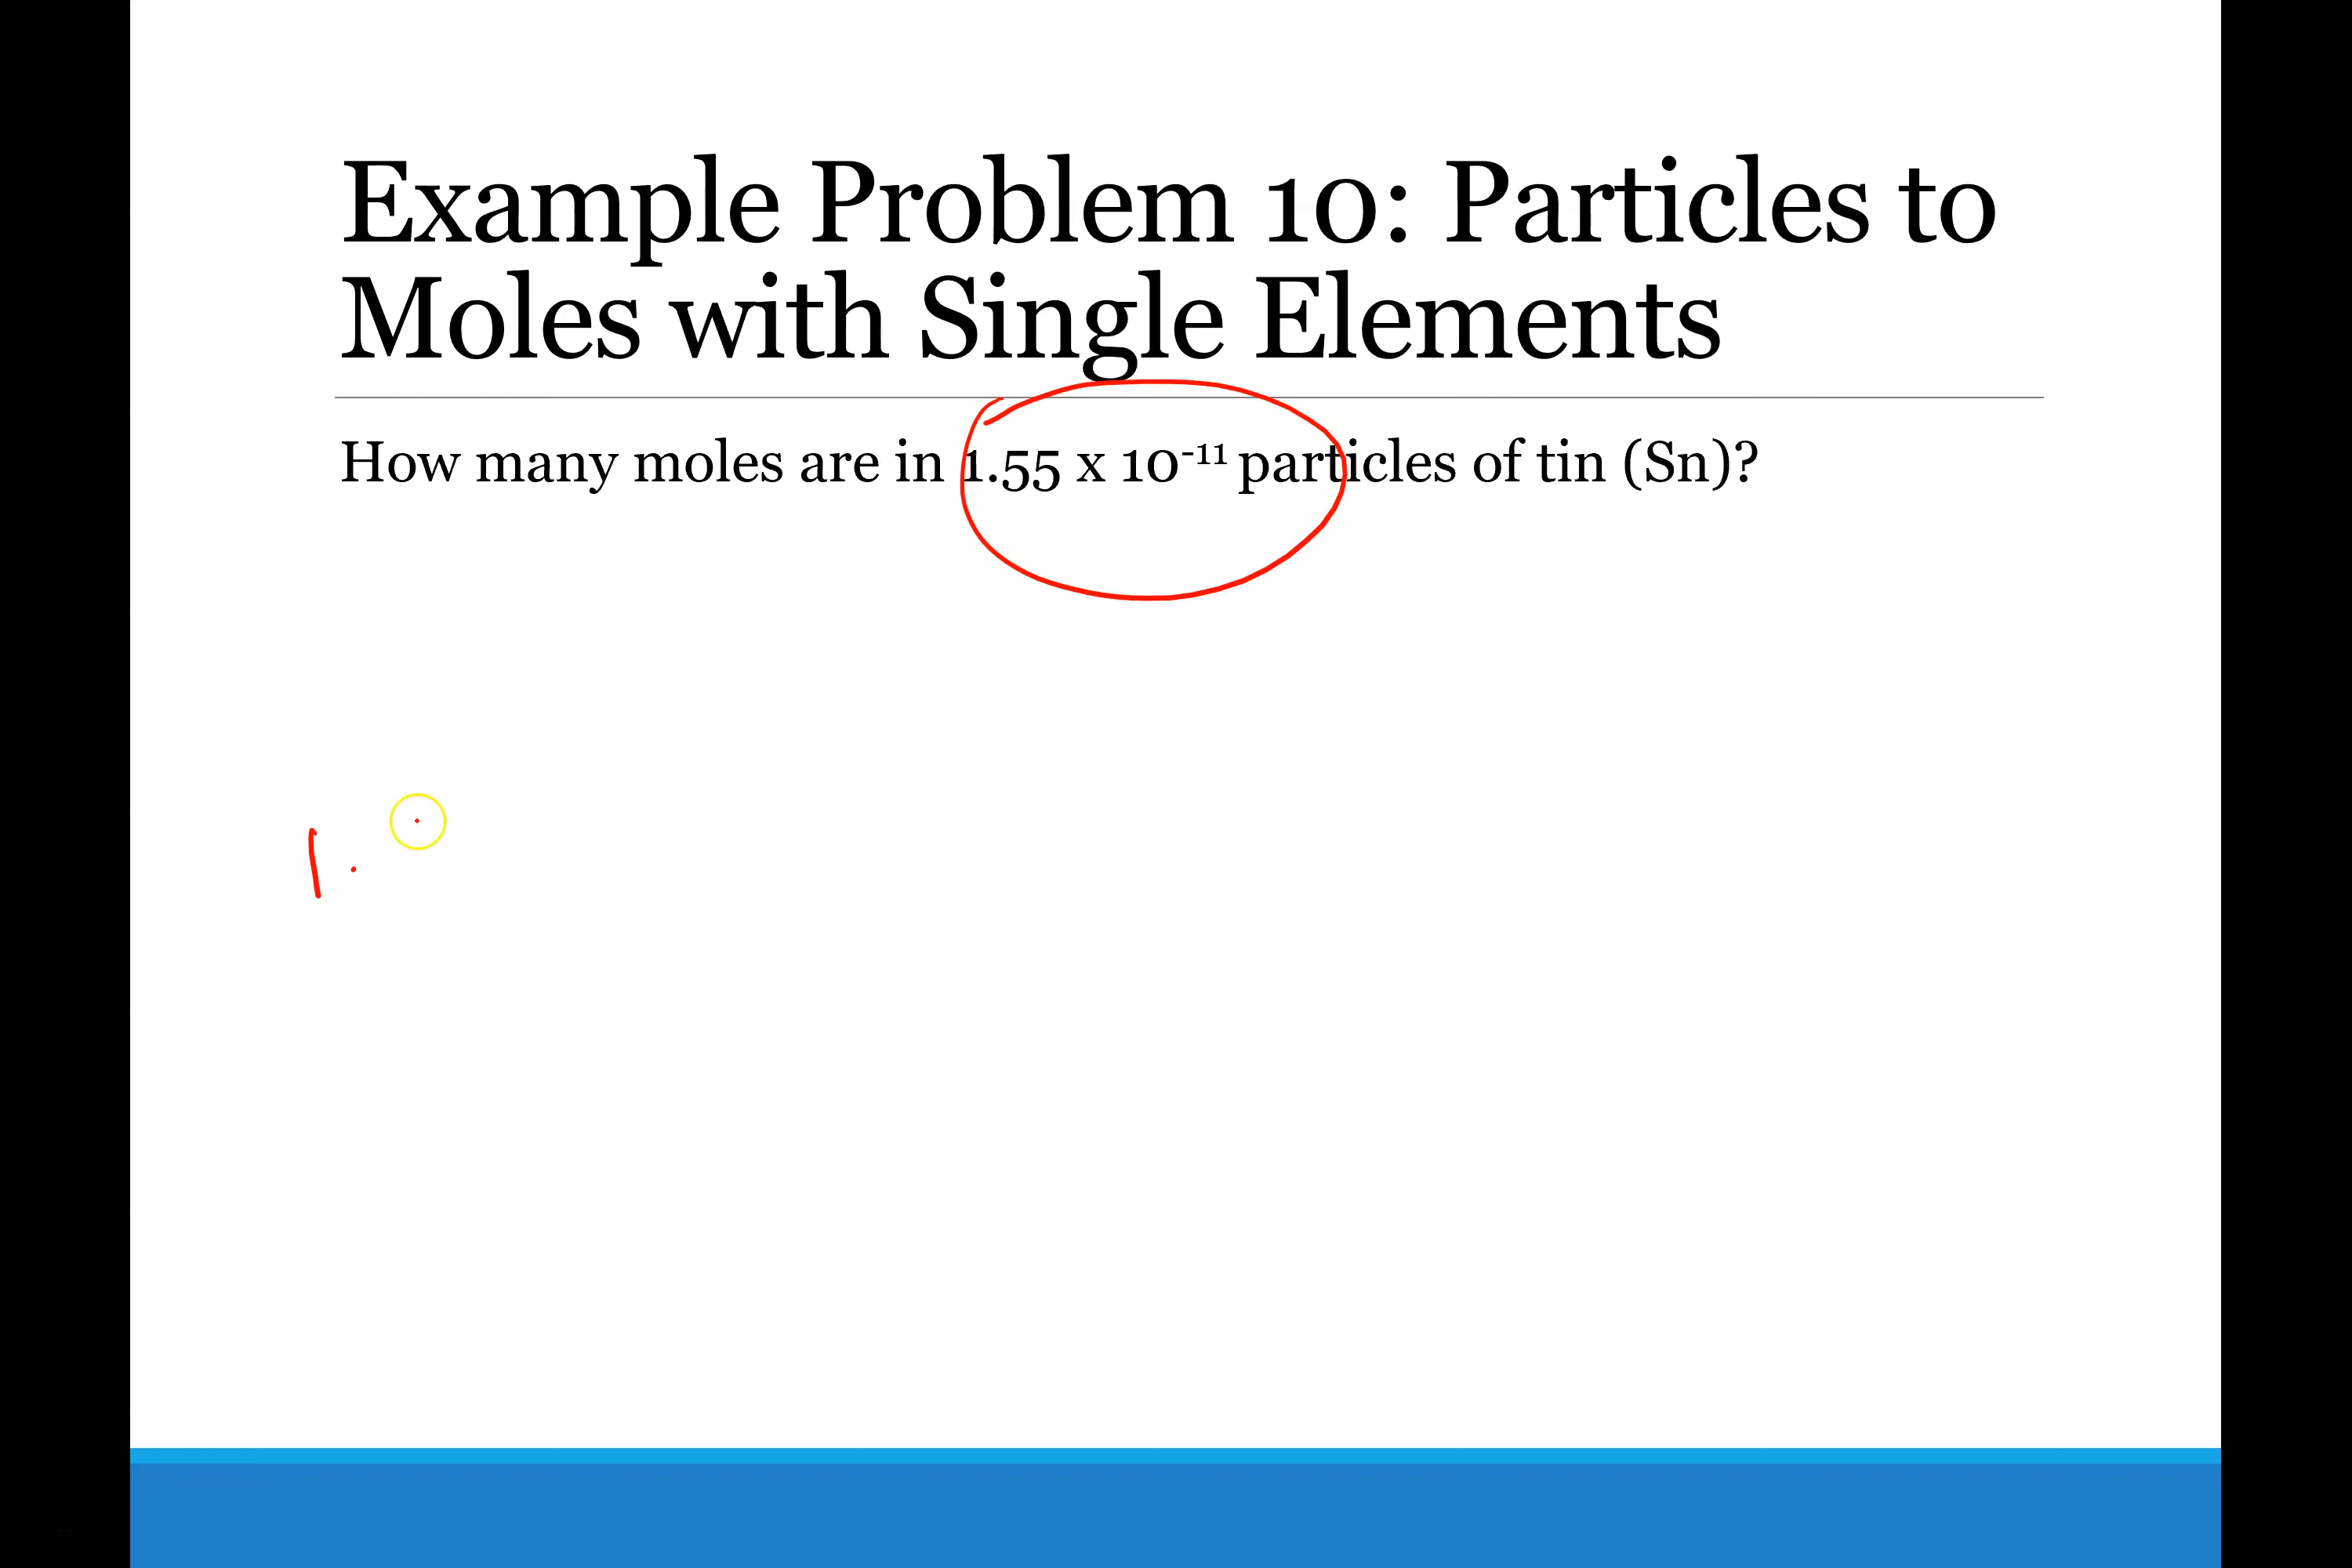 Example Problem 10: Particles to
Moles with Single Elements
How many moles are in 1.55 x 10⁻¹¹ particles of tin (Sn)?
1.